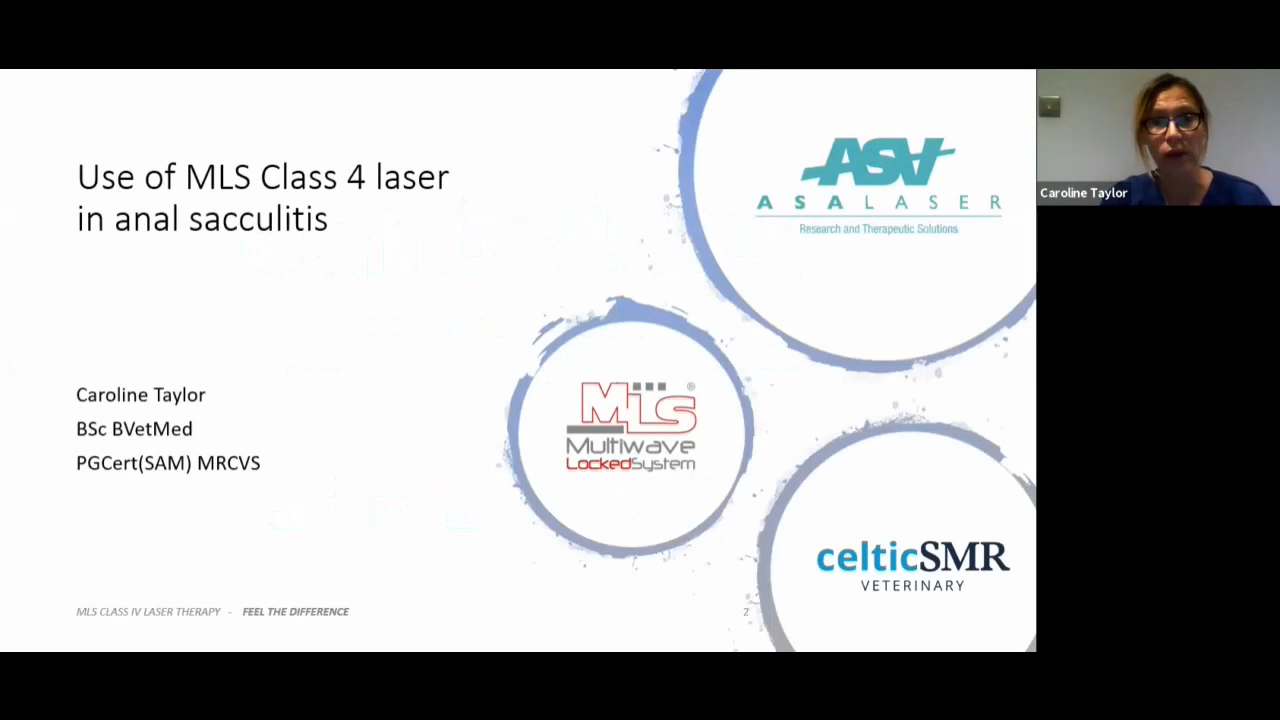 Use of MLS Class 4 laser
in anal sacculitis
Caroline Taylor
BSc BVetMed
PGCert(SAM) MRCVS
MLS CLASS IV LASER THERAPY - FEEL THE DIFFERENCE
2
ASA
ASALASER
Research and Therapeutic Solutions
MLS®
Multiwave
LockedSystem
celticSMR
VETERINARY
Caroline Taylor